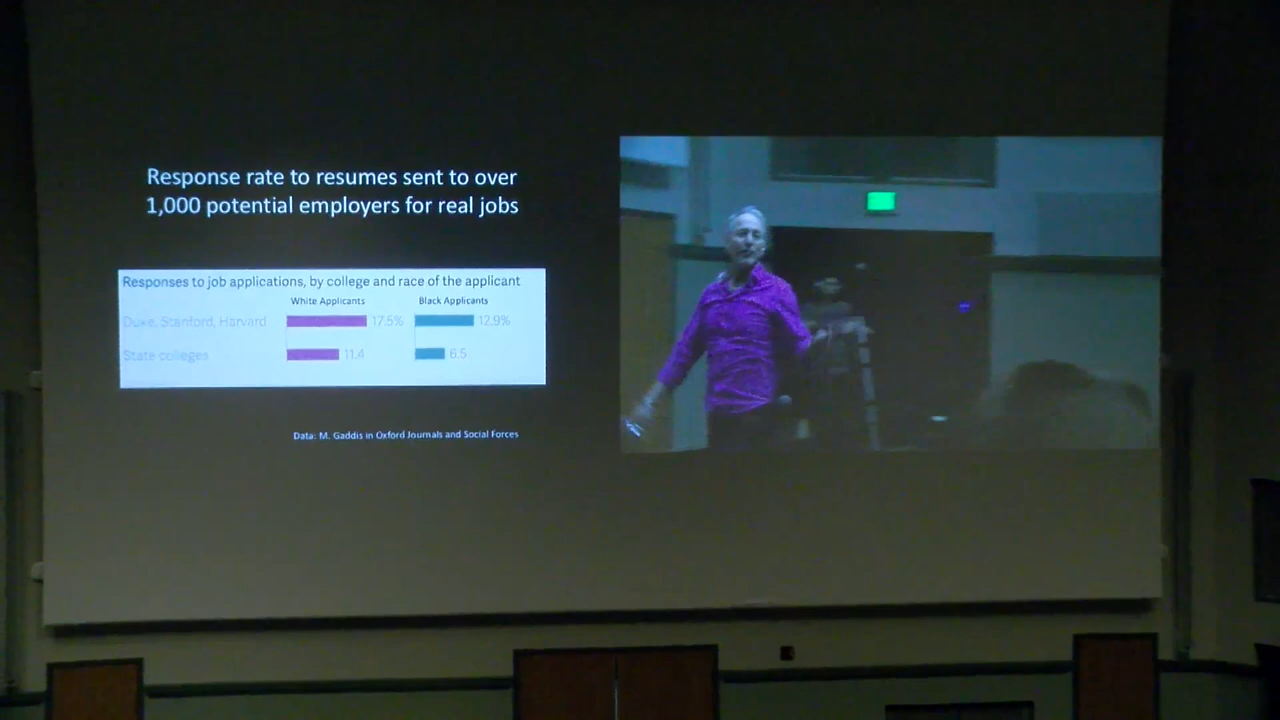 Response rate to resumes sent to over
1,000 potential employers for real jobs
Responses to job applications, by college and race of the applicant
White Applicants Black Applicants
Duke, Stanford, Harvard 17.5% 12.9%
State colleges 11.4 6.5
Data: M. Gaddis in Oxford Journals and Social Forces